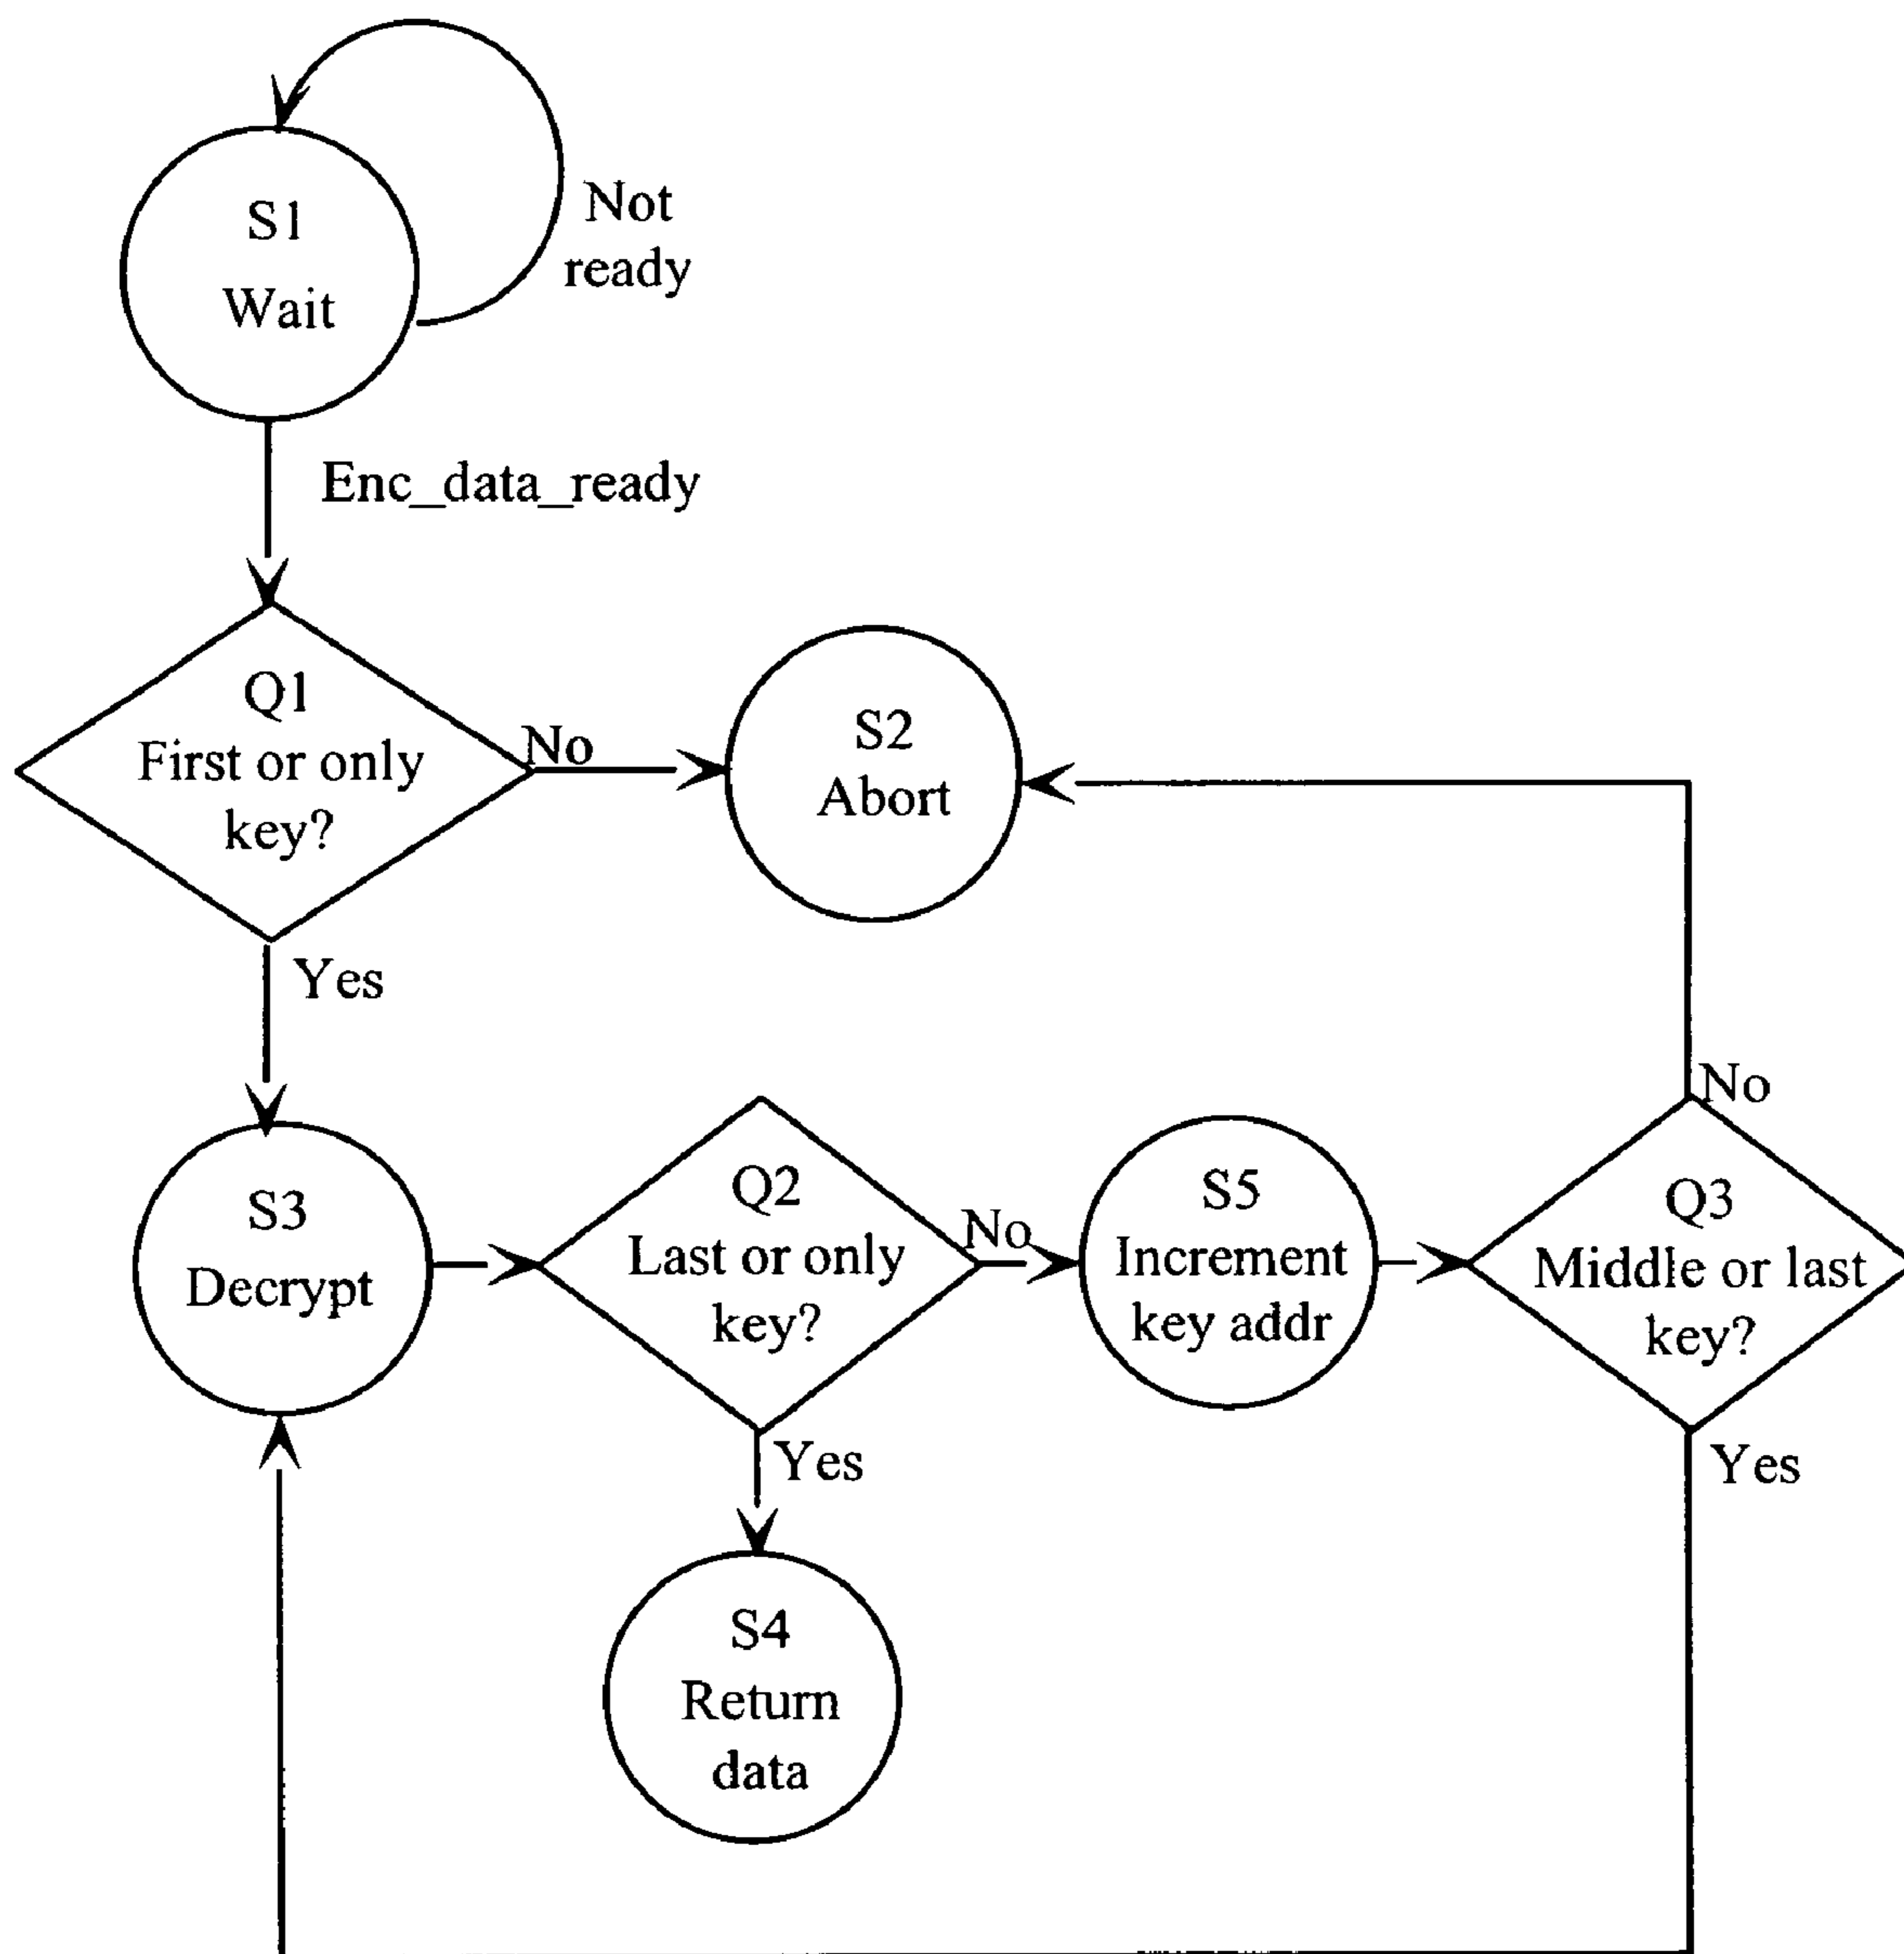 S1
Wait
Not
ready
Enc_data_ready
Q1
First or only
key?
No
S2
Abort
Yes
No
S3
Decrypt
Q2
Last or only
key?
No
S5
Increment
key addr
Q3
Middle or last
key?
Yes
Yes
S4
Return
data